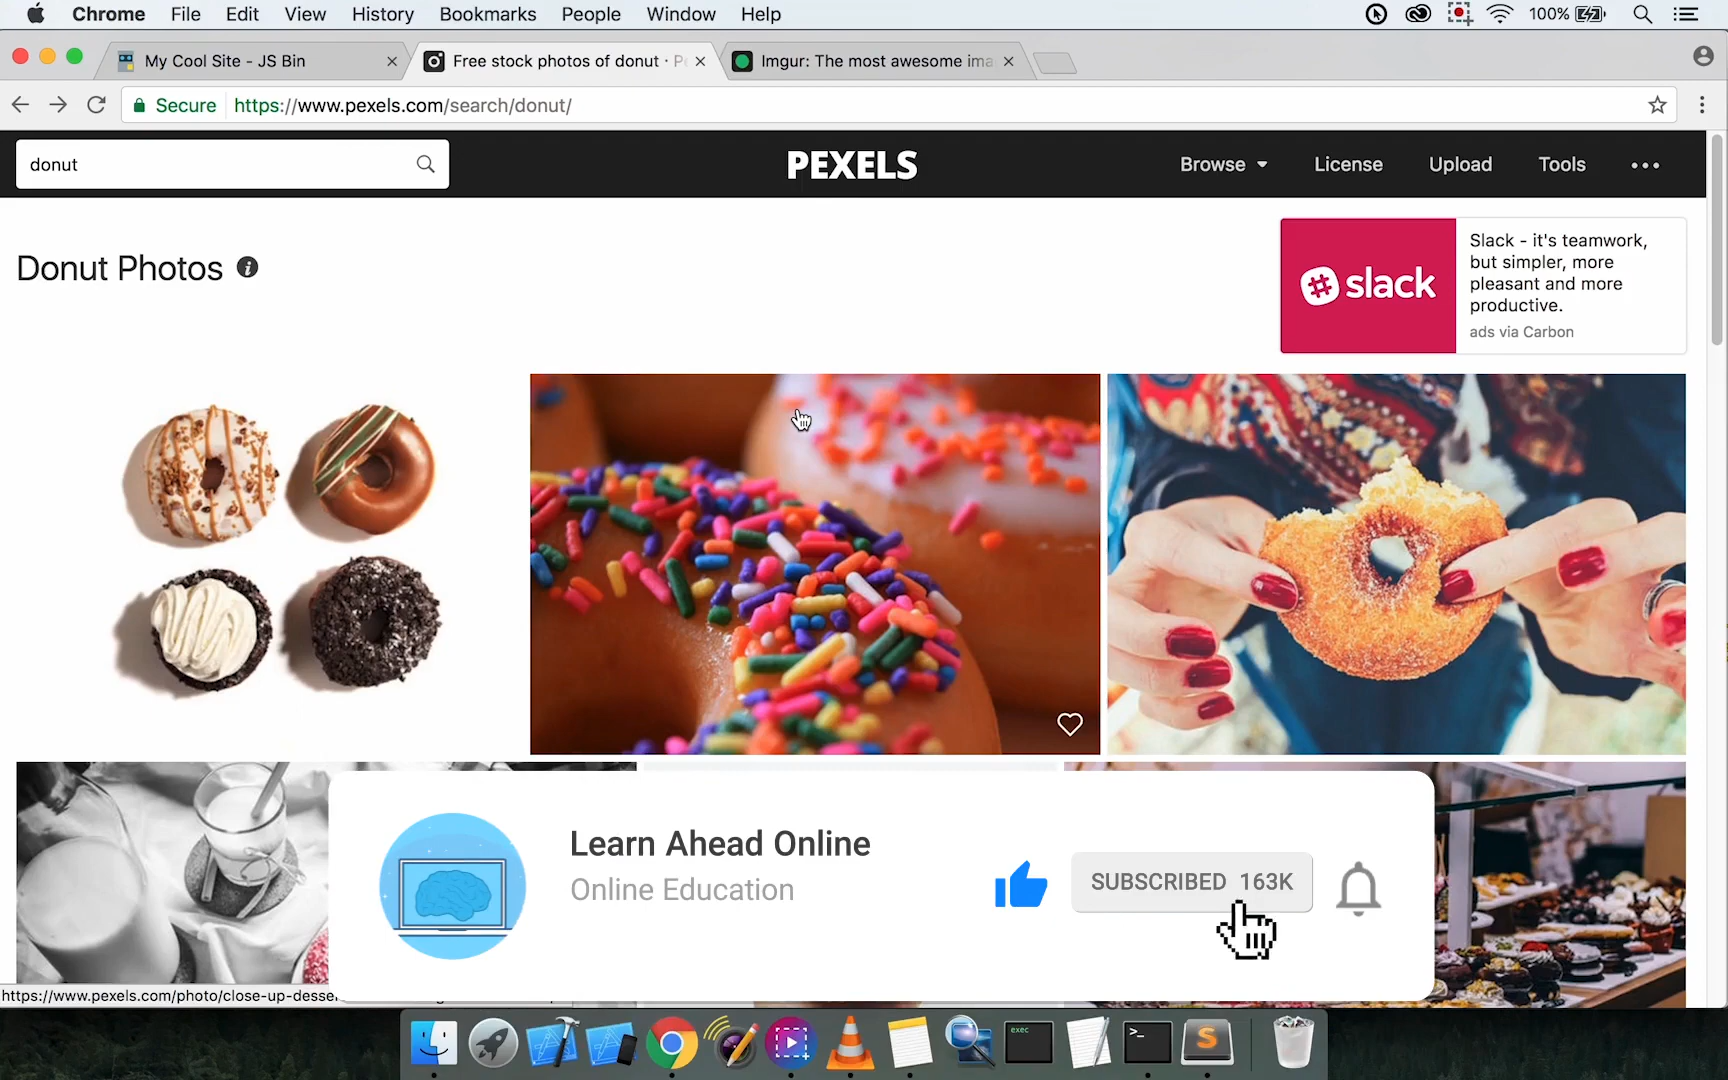 Chrome File Edit View History Bookmarks People Window Help 100%
My Cool Site - JS Bin
Free stock photos of donut · Pe
Imgur: The most awesome ima
Secure https://www.pexels.com/search/donut/
donut
PEXELS
Browse License Upload Tools
Donut Photos
slack
Slack - it's teamwork,
but simpler, more
pleasant and more
productive.
ads via Carbon
Learn Ahead Online
Online Education
SUBSCRIBED 163K
https://www.pexels.com/photo/close-up-desse
exec